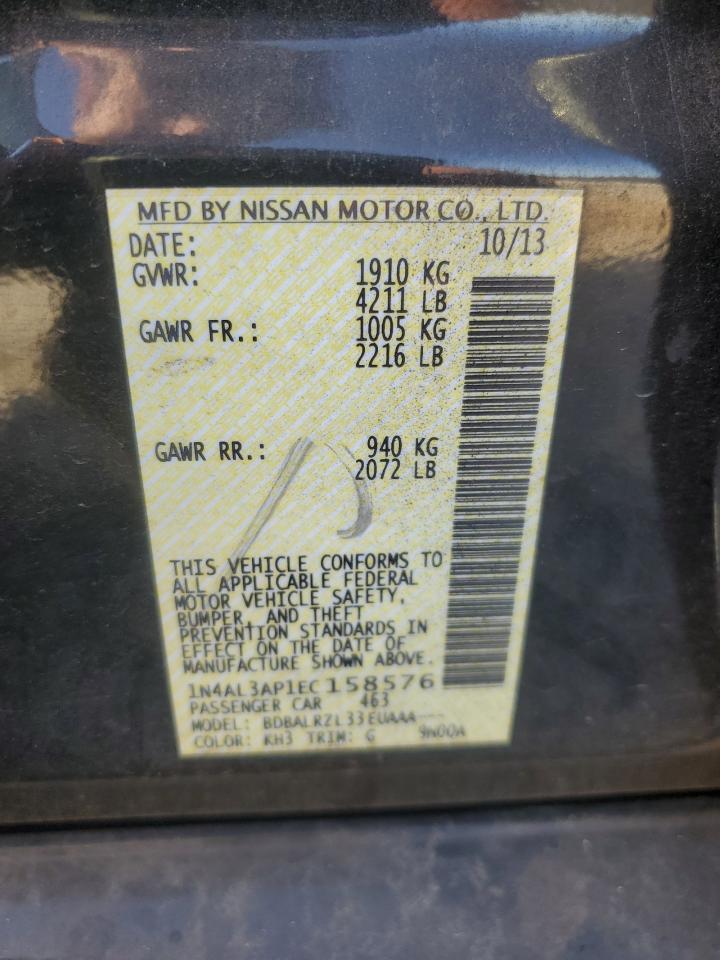 MFD BY NISSAN MOTOR CO., LTD.
DATE: 10/13
GVWR: 1910 KG
4211 LB
GAWR FR.: 1005 KG
2216 LB
GAWR RR.: 940 KG
2072 LB
THIS VEHICLE CONFORMS TO
ALL APPLICABLE FEDERAL
MOTOR VEHICLE SAFETY,
BUMPER, AND THEFT
PREVENTION STANDARDS IN
EFFECT ON THE DATE OF
MANUFACTURE SHOWN ABOVE.
1N4AL3AP1EC158576
PASSENGER CAR 463
MODEL: BDBALRZL33EUAAA---
COLOR: KH3 TRIM: G 9N00A